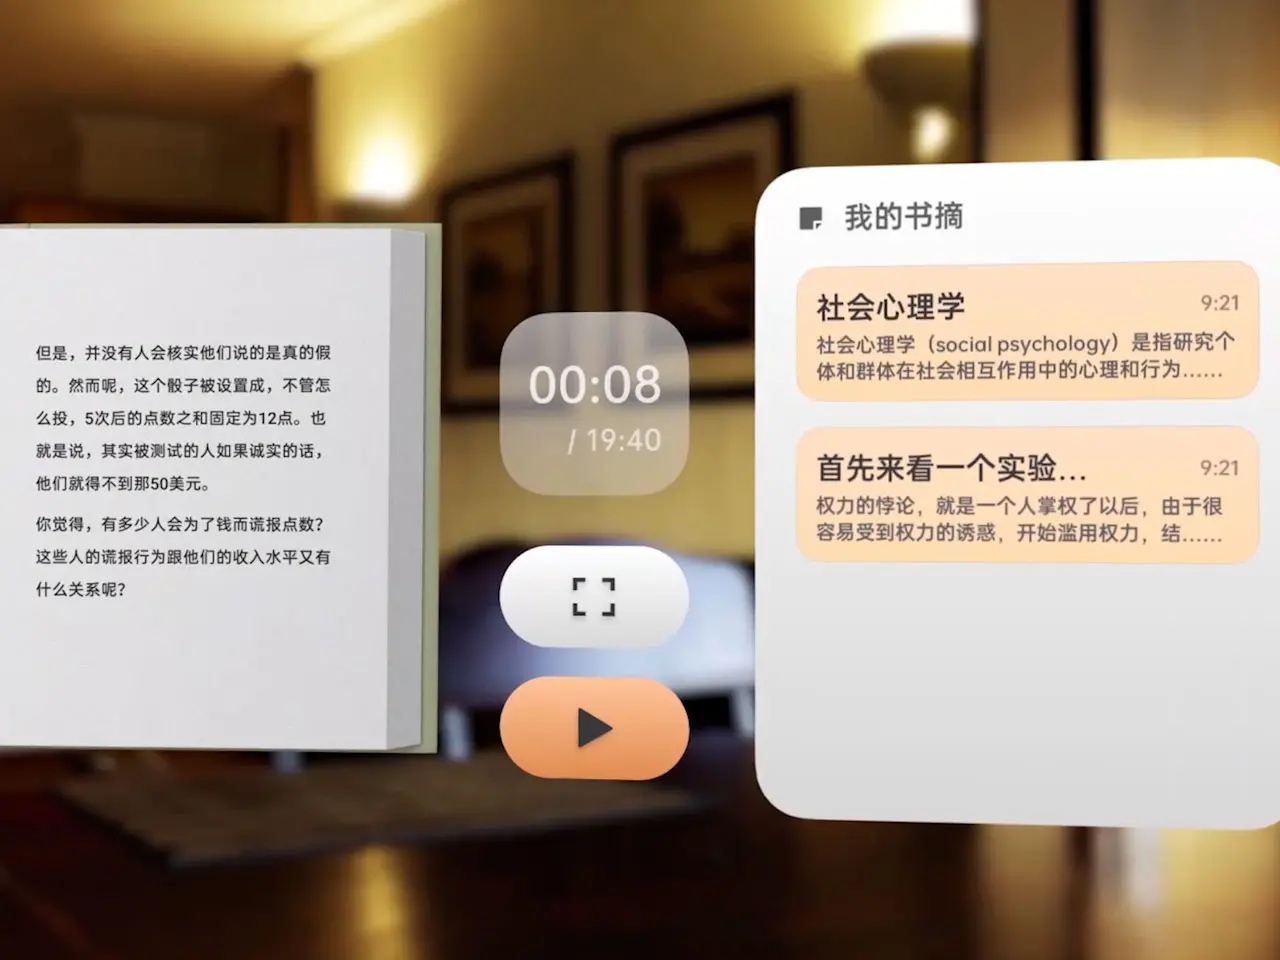 但是，并没有人会核实他们说的是真的假
的。然而呢，这个骰子被设置成，不管怎
么投，5次后的点数之和固定为12点。也
就是说，其实被测试的人如果诚实的话，
他们就得不到那50美元。
你觉得，有多少人会为了钱而谎报点数？
这些人的谎报行为跟他们的收入水平又有
什么关系呢？
00:08
/ 19:40
我的书摘
社会心理学
9:21
社会心理学（social psychology）是指研究个
体和群体在社会相互作用中的心理和行为......
首先来看一个实验...
9:21
权力的悖论，就是一个人掌权了以后，由于很
容易受到权力的诱惑，开始滥用权力，结......